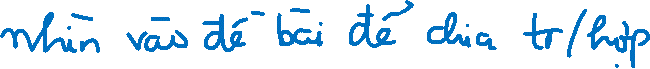 nhìn vào đề bài để chia tr/hợp